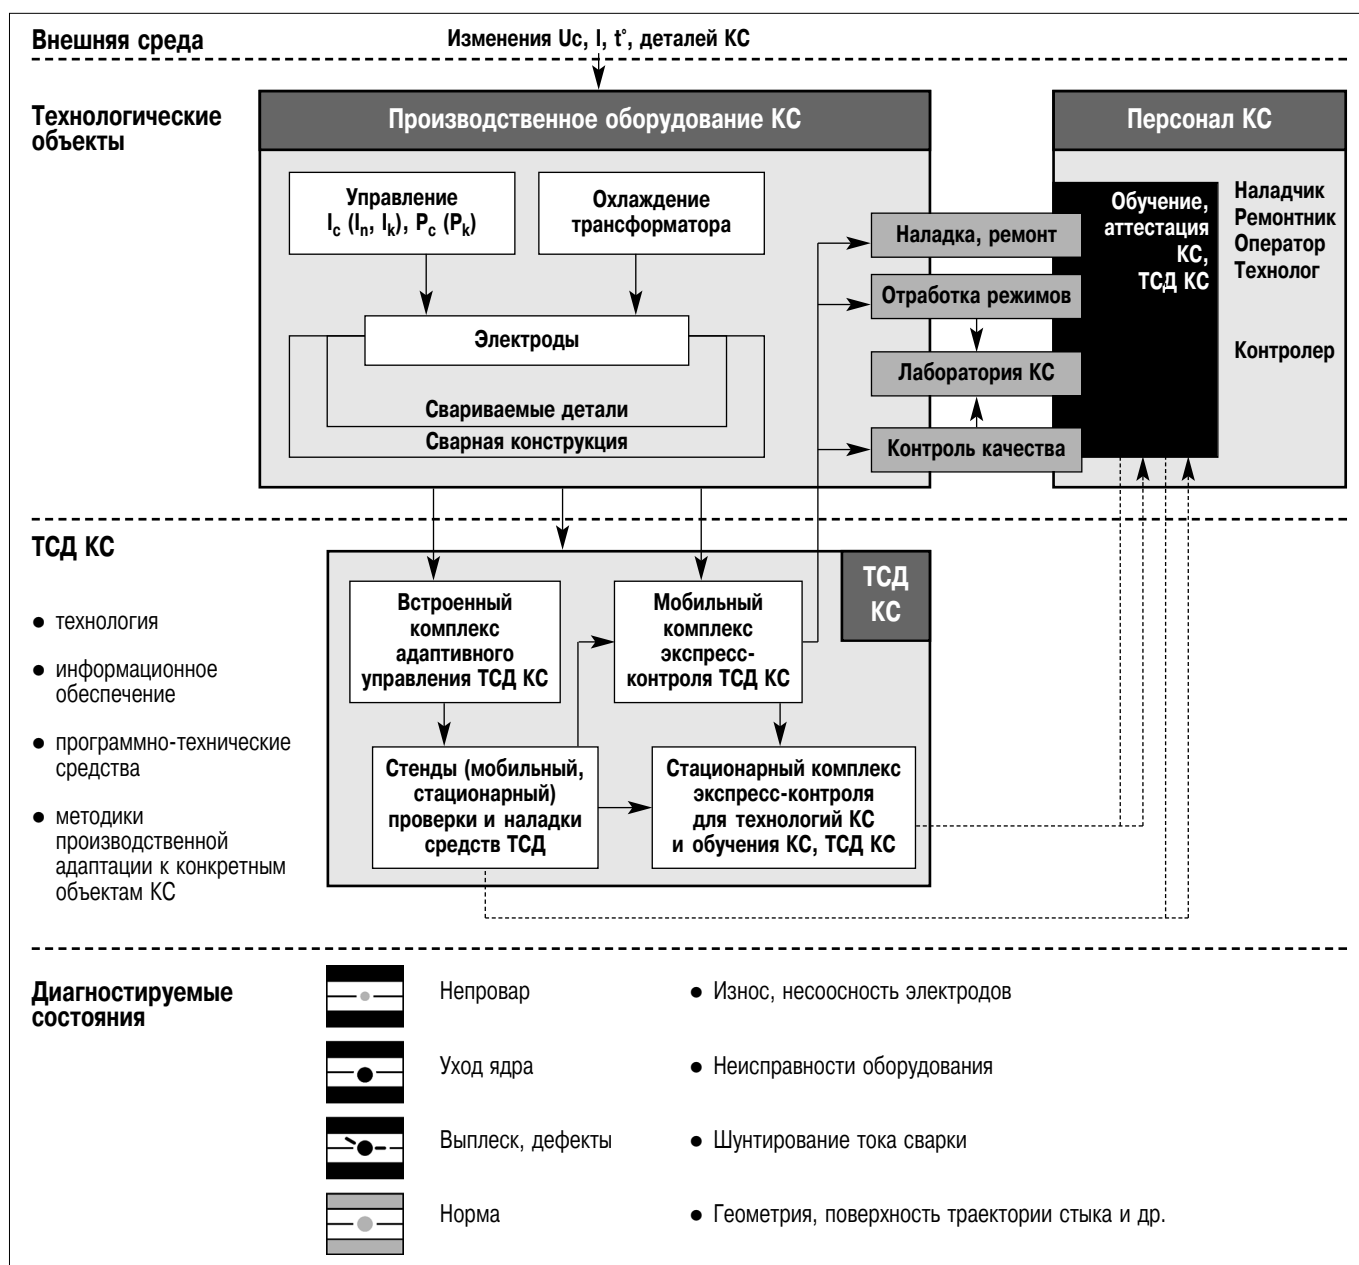 Внешняя среда
Изменения Uc, I, t°, деталей КС
Технологические
объекты
Производственное оборудование КС
Персонал КС
Управление
I_c (I_n, I_k), P_c (P_k)
Охлаждение
трансформатора
Электроды
Свариваемые детали
Сварная конструкция
Наладка, ремонт
Отработка режимов
Лаборатория КС
Контроль качества
Обучение,
аттестация
КС,
ТСД КС
Наладчик
Ремонтник
Оператор
Технолог
Контролер
ТСД КС
● технология
● информационное
обеспечение
● программно-технические
средства
● методики
производственной
адаптации к конкретным
объектам КС
ТСД
КС
Встроенный
комплекс
адаптивного
управления ТСД КС
Мобильный
комплекс
экспресс-
контроля ТСД КС
Стенды (мобильный,
стационарный)
проверки и наладки
средств ТСД
Стационарный комплекс
экспресс-контроля
для технологий КС
и обучения КС, ТСД КС
Диагностируемые
состояния
Непровар
● Износ, несоосность электродов
Уход ядра
● Неисправности оборудования
Выплеск, дефекты
● Шунтирование тока сварки
Норма
● Геометрия, поверхность траектории стыка и др.